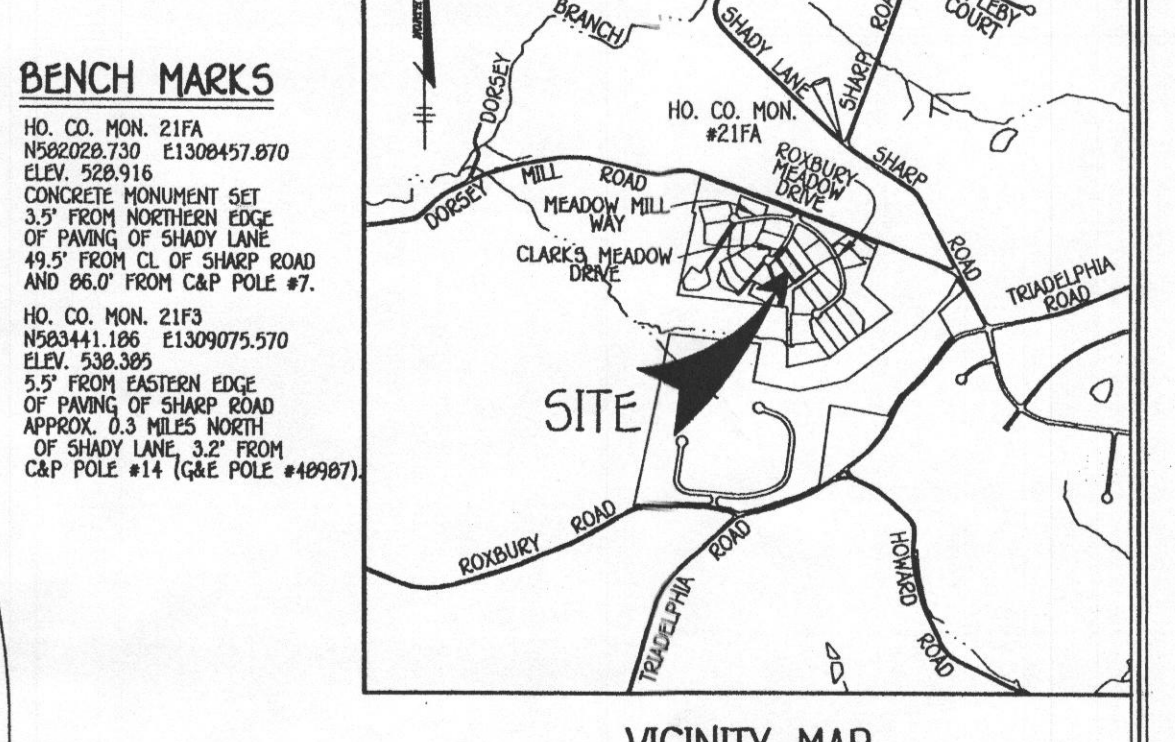 BENCH MARKS
HO. CO. MON. 21FA
N582028.730 E1308457.870
ELEV. 528.916
CONCRETE MONUMENT SET
3.5' FROM NORTHERN EDGE
OF PAVING OF SHADY LANE
49.5' FROM CL OF SHARP ROAD
AND 86.0' FROM C&P POLE #7.
HO. CO. MON. 21F3
N583441.186 E1309075.570
ELEV. 538.385
5.5' FROM EASTERN EDGE
OF PAVING OF SHARP ROAD
APPROX. 0.3 MILES NORTH
OF SHADY LANE, 3.2' FROM
C&P POLE #14 (G&E POLE #48987).
BRANCH
DORSEY
SHADY LANE
SHARP
COURT
HO. CO. MON.
#21FA
SHARP
ROAD
ROXBURY
MEADOW
DRIVE
DORSEY
MILL
ROAD
MEADOW MILL
WAY
CLARKS MEADOW
DRIVE
TRIADELPHIA
ROAD
SITE
ROXBURY
ROAD
TRIADELPHIA
ROAD
HOWARD
ROAD
VICINITY MAP